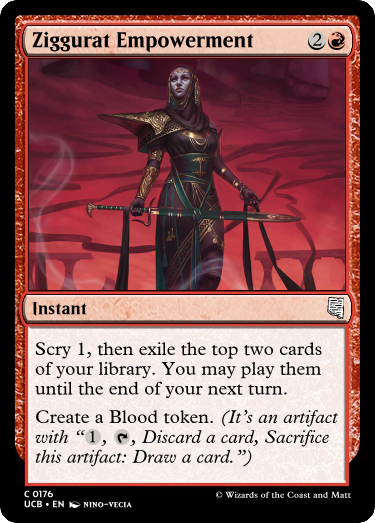 Ziggurat Empowerment 2
Instant
Scry 1, then exile the top two cards
of your library. You may play them
until the end of your next turn.
Create a Blood token. (It's an artifact
with “1, , Discard a card, Sacrifice
this artifact: Draw a card.”)
C 0176
UCB • EN NINO-VECIA
© Wizards of the Coast and Matt